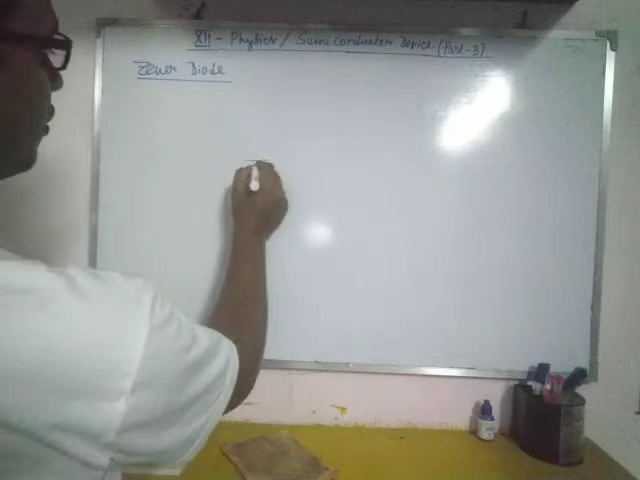 XII - Physics / Semiconductor Device (Part-3)
Zener Diode